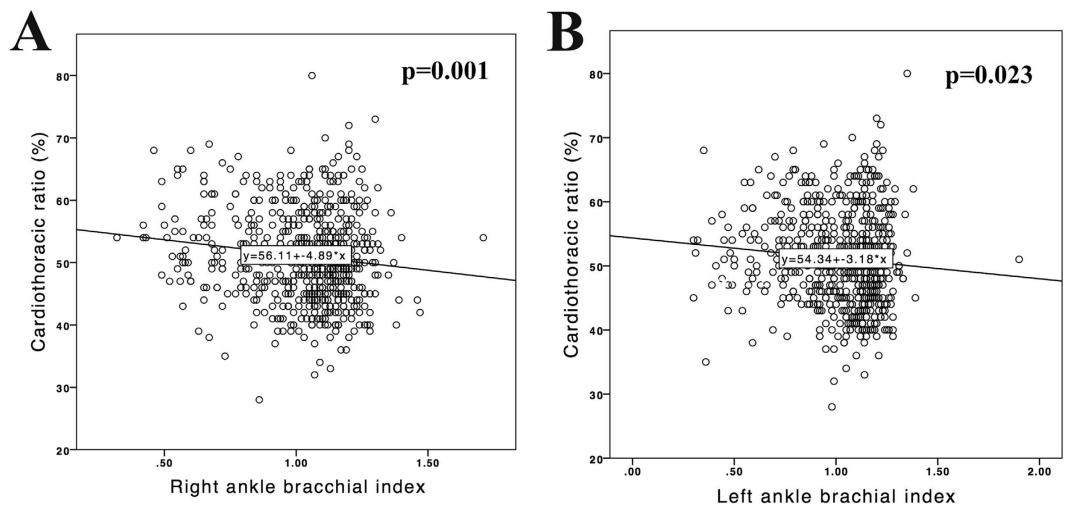 A
p=0.001
80
70
60
50
40
30
20
Cardiothoracic ratio (%)
y=56.11+-4.89*x
.50
1.00
1.50
Right ankle bracchial index
B
p=0.023
80
70
60
50
40
30
20
Cardiothoracic ratio (%)
y=54.34+-3.18*x
.00
.50
1.00
1.50
2.00
Left ankle brachial index